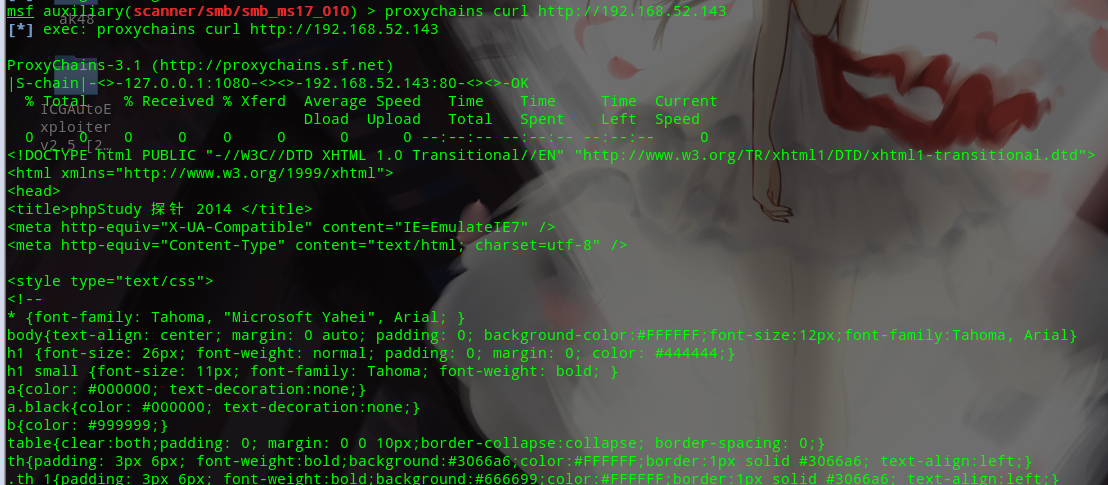 msf auxiliary(scanner/smb/smb_ms17_010) > proxychains curl http://192.168.52.143
[*] exec: proxychains curl http://192.168.52.143
ak48
ProxyChains-3.1 (http://proxychains.sf.net)
|S-chain|-<>-127.0.0.1:1080-<><>-192.168.52.143:80-<><>-OK
  % Total    % Received % Xferd  Average Speed   Time    Time     Time  Current
                                 Dload  Upload   Total   Spent    Left  Speed
  0     0    0     0    0     0      0      0 --:--:-- --:--:-- --:--:--     0
ICGAutoE
xploiter
v2.5 [2...
<!DOCTYPE html PUBLIC "-//W3C//DTD XHTML 1.0 Transitional//EN" "http://www.w3.org/TR/xhtml1/DTD/xhtml1-transitional.dtd">
<html xmlns="http://www.w3.org/1999/xhtml">
<head>
<title>phpStudy 探针 2014 </title>
<meta http-equiv="X-UA-Compatible" content="IE=EmulateIE7" />
<meta http-equiv="Content-Type" content="text/html; charset=utf-8" />
<style type="text/css">
<!--
* {font-family: Tahoma, "Microsoft Yahei", Arial; }
body{text-align: center; margin: 0 auto; padding: 0; background-color:#FFFFFF;font-size:12px;font-family:Tahoma, Arial}
h1 {font-size: 26px; font-weight: normal; padding: 0; margin: 0; color: #444444;}
h1 small {font-size: 11px; font-family: Tahoma; font-weight: bold; }
a{color: #000000; text-decoration:none;}
a.black{color: #000000; text-decoration:none;}
b{color: #999999;}
table{clear:both;padding: 0; margin: 0 0 10px;border-collapse:collapse; border-spacing: 0;}
th{padding: 3px 6px; font-weight:bold;background:#3066a6;color:#FFFFFF;border:1px solid #3066a6; text-align:left;}
.th_1{padding: 3px 6px; font-weight:bold;background:#666699;color:#FFFFFF;border:1px solid #3066a6; text-align:left;}